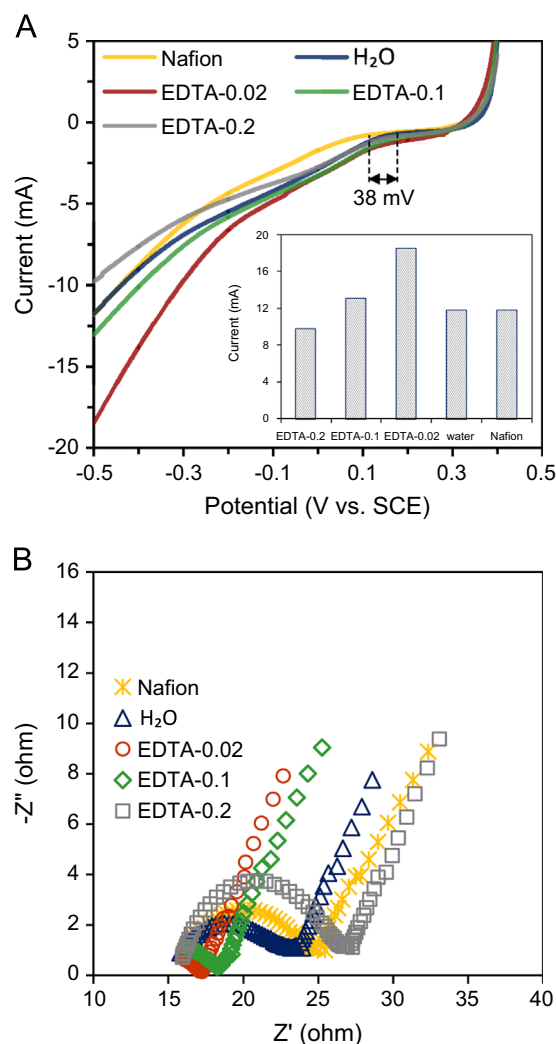 A
Nafion
H₂O
EDTA-0.02
EDTA-0.1
EDTA-0.2
38 mV
5
0
-5
-10
-15
-20
Current (mA)
-0.5
-0.3
-0.1
0.1
0.3
0.5
Potential (V vs. SCE)
20
16
12
8
4
0
Current (mA)
EDTA-0.2
EDTA-0.1
EDTA-0.02
water
Nafion
B
16
14
12
10
8
6
4
2
0
-Z" (ohm)
Nafion
H₂O
EDTA-0.02
EDTA-0.1
EDTA-0.2
10
15
20
25
30
35
40
Z' (ohm)